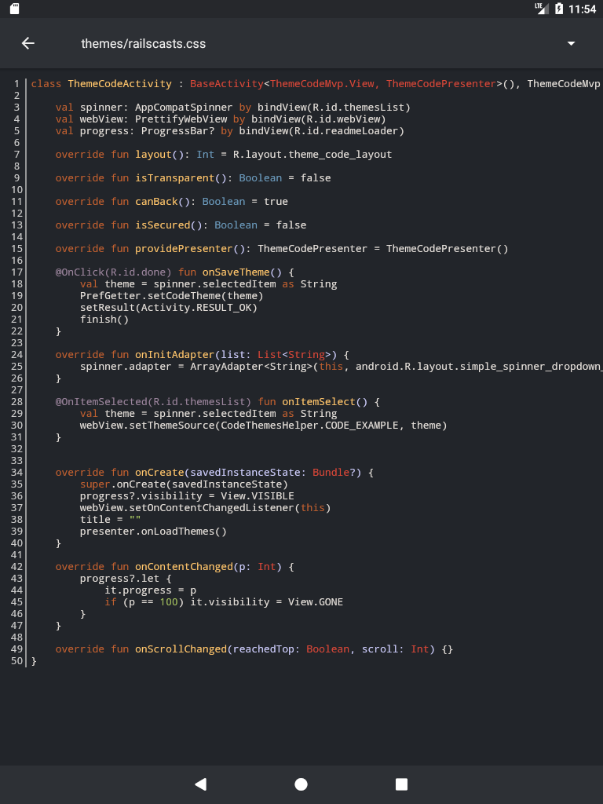 LTE 11:54
themes/railscasts.css
1 class ThemeCodeActivity : BaseActivity<ThemeCodeMvp.View, ThemeCodePresenter>(), ThemeCodeMvp
2
3     val spinner: AppCompatSpinner by bindView(R.id.themesList)
4     val webView: PrettifyWebView by bindView(R.id.webView)
5     val progress: ProgressBar? by bindView(R.id.readmeLoader)
6
7     override fun layout(): Int = R.layout.theme_code_layout
8
9     override fun isTransparent(): Boolean = false
10
11     override fun canBack(): Boolean = true
12
13     override fun isSecured(): Boolean = false
14
15     override fun providePresenter(): ThemeCodePresenter = ThemeCodePresenter()
16
17     @OnClick(R.id.done) fun onSaveTheme() {
18         val theme = spinner.selectedItem as String
19         PrefGetter.setCodeTheme(theme)
20         setResult(Activity.RESULT_OK)
21         finish()
22     }
23
24     override fun onInitAdapter(list: List<String>) {
25         spinner.adapter = ArrayAdapter<String>(this, android.R.layout.simple_spinner_dropdown_
26     }
27
28     @OnItemSelected(R.id.themesList) fun onItemSelect() {
29         val theme = spinner.selectedItem as String
30         webView.setThemeSource(CodeThemesHelper.CODE_EXAMPLE, theme)
31     }
32
33
34     override fun onCreate(savedInstanceState: Bundle?) {
35         super.onCreate(savedInstanceState)
36         progress?.visibility = View.VISIBLE
37         webView.setOnContentChangedListener(this)
38         title = ""
39         presenter.onLoadThemes()
40     }
41
42     override fun onContentChanged(p: Int) {
43         progress?.let {
44             it.progress = p
45             if (p == 100) it.visibility = View.GONE
46         }
47     }
48
49     override fun onScrollChanged(reachedTop: Boolean, scroll: Int) {}
50 }